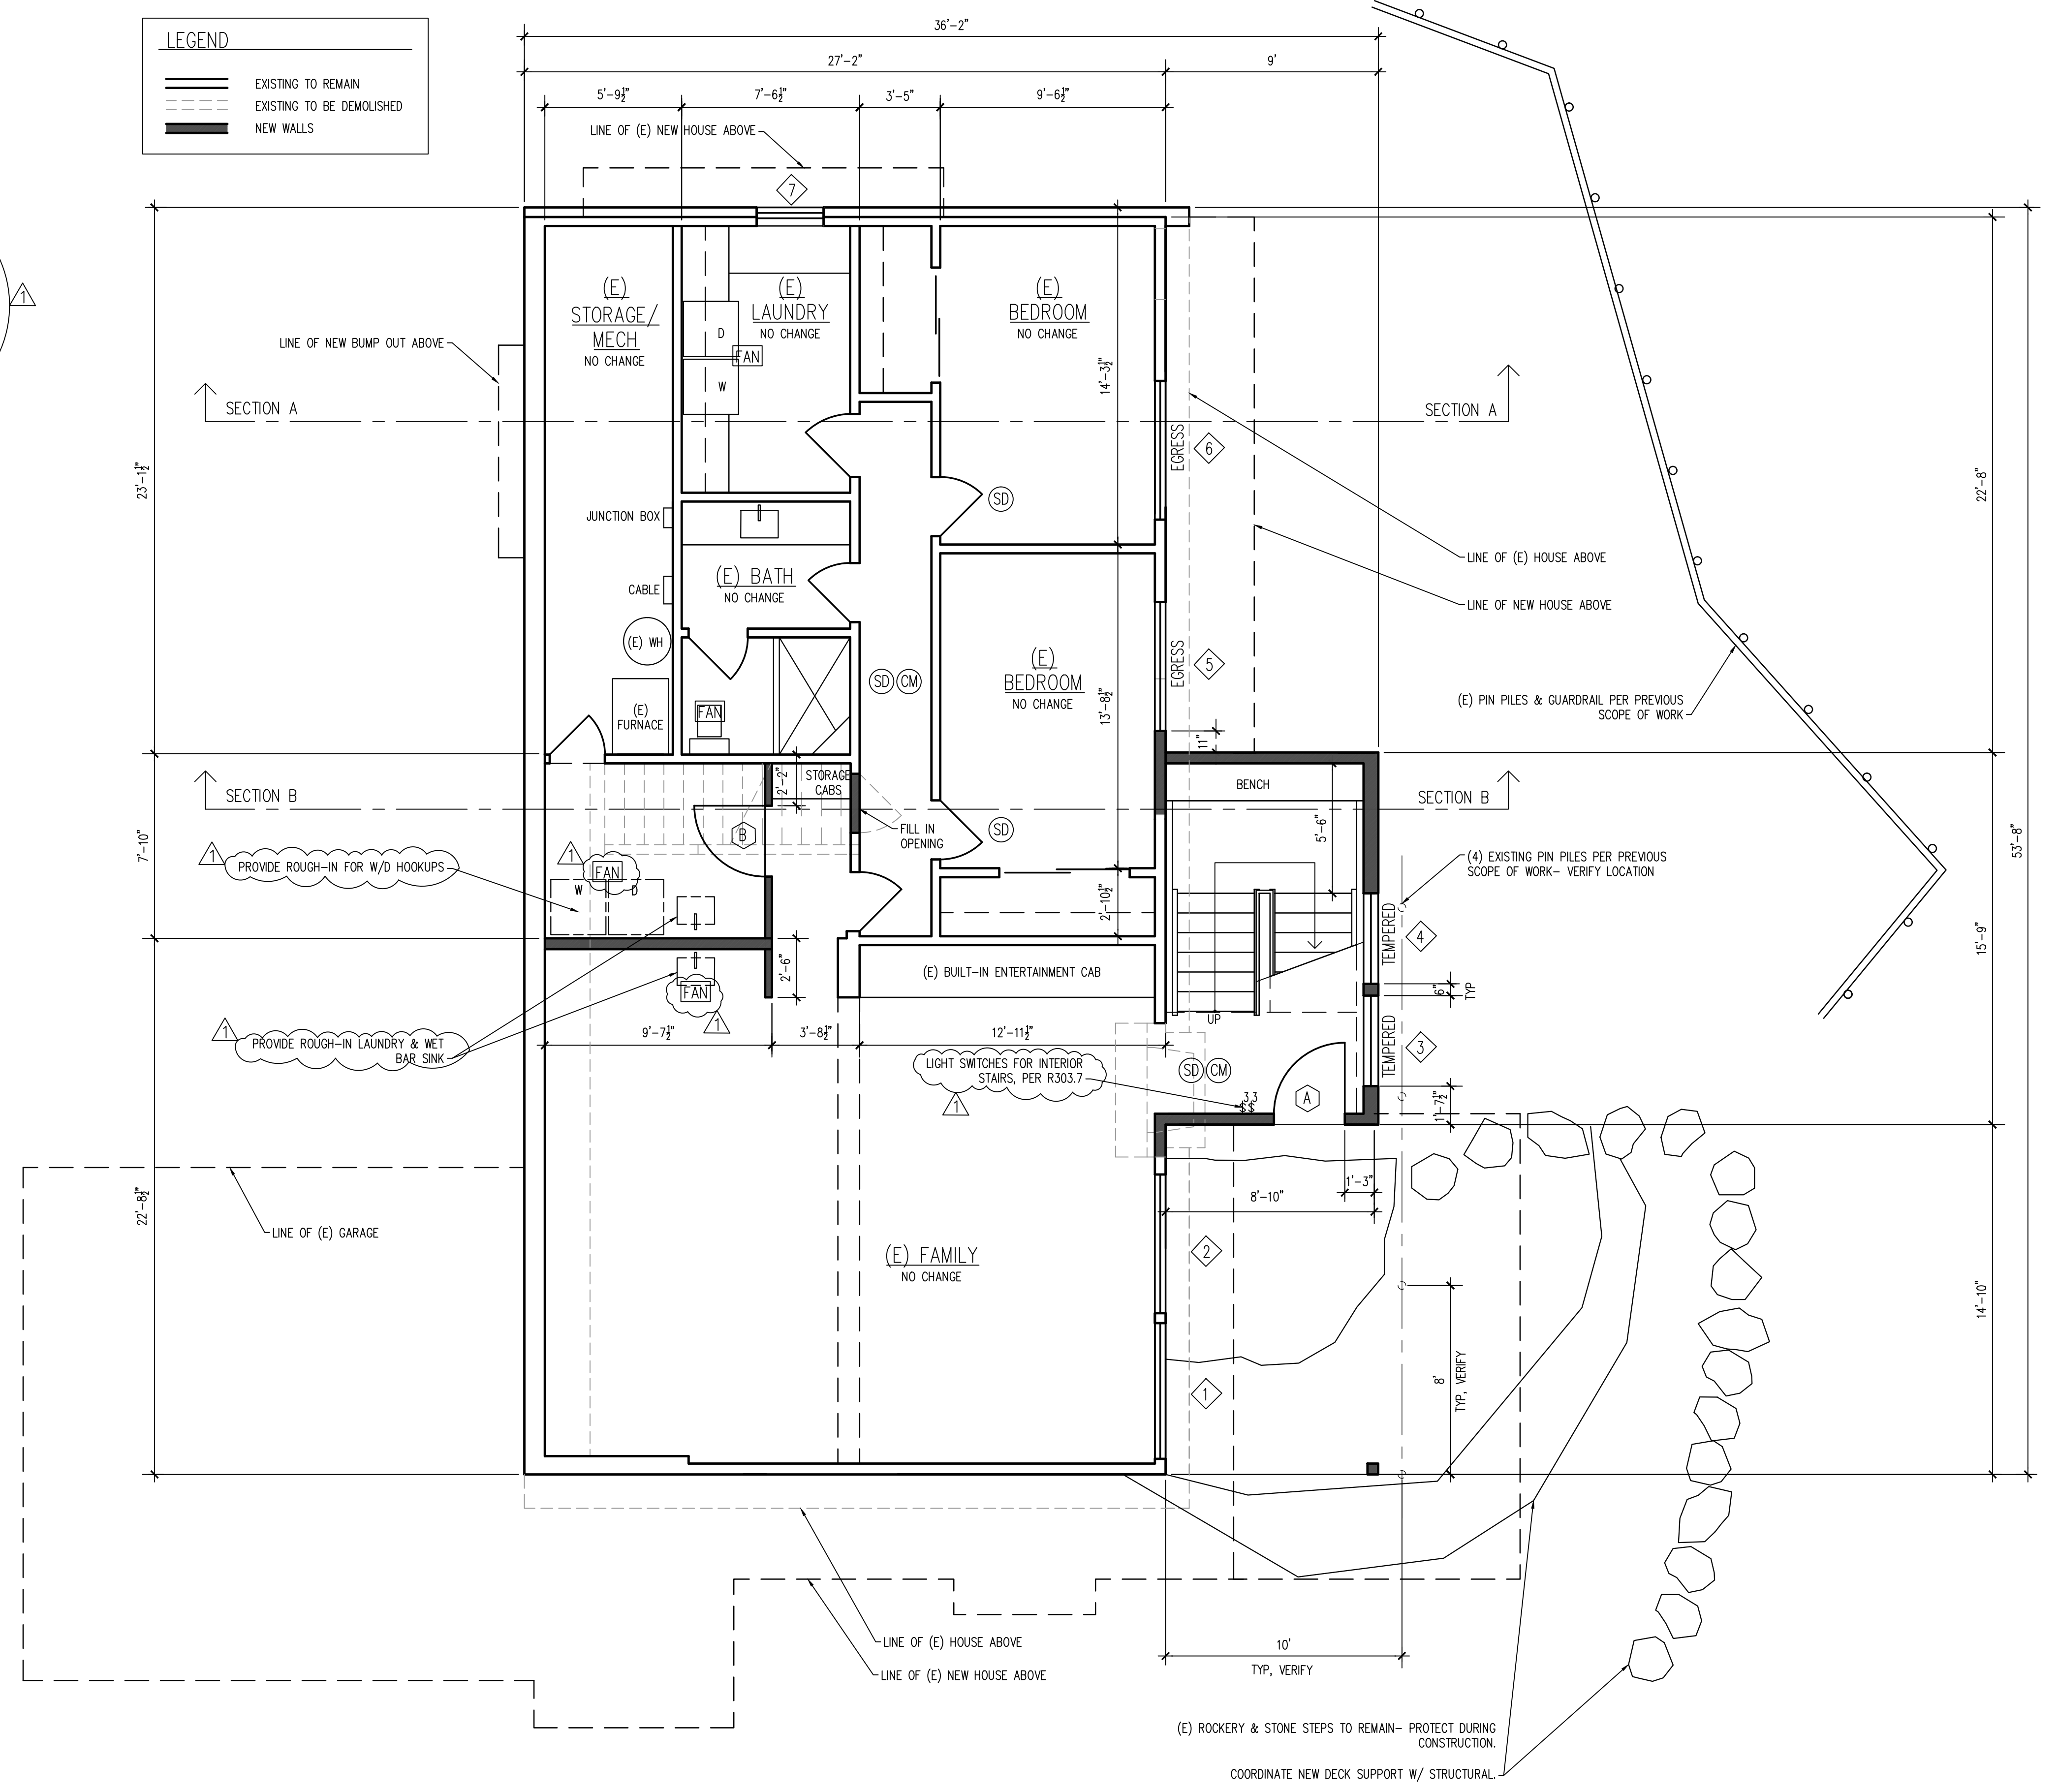 LEGEND
EXISTING TO REMAIN
EXISTING TO BE DEMOLISHED
NEW WALLS
36'-2"
27'-2"
9'
5'-9½"
7'-6½"
3'-5"
9'-6½"
LINE OF (E) NEW HOUSE ABOVE
7
1
(E)
STORAGE/
MECH
NO CHANGE
(E)
LAUNDRY
NO CHANGE
D
FAN
W
(E)
BEDROOM
NO CHANGE
14'-3½"
LINE OF NEW BUMP OUT ABOVE
SECTION A
SECTION A
EGRESS
6
23'-1½"
22'-8"
53'-8"
SD
JUNCTION BOX
CABLE
(E) WH
(E)
FURNACE
(E) BATH
NO CHANGE
FAN
SD
CM
(E)
BEDROOM
NO CHANGE
13'-8½"
EGRESS
5
11"
LINE OF (E) HOUSE ABOVE
LINE OF NEW HOUSE ABOVE
(E) PIN PILES & GUARDRAIL PER PREVIOUS
SCOPE OF WORK
SECTION B
SECTION B
2'-2"
STORAGE
CABS
B
FILL IN
OPENING
SD
BENCH
5'-6"
7'-10"
1
PROVIDE ROUGH-IN FOR W/D HOOKUPS
1
FAN
W
D
2'-10½"
(4) EXISTING PIN PILES PER PREVIOUS
SCOPE OF WORK- VERIFY LOCATION
TEMPERED
4
15'-9"
2'-6"
(E) BUILT-IN ENTERTAINMENT CAB
FAN
1
6"
TYP
UP
1
PROVIDE ROUGH-IN LAUNDRY & WET
BAR SINK
9'-7½"
3'-8½"
12'-11½"
TEMPERED
3
LIGHT SWITCHES FOR INTERIOR
STAIRS, PER R303.7
1
SD
CM
3
3
A
1'-7½"
1'-3"
8'-10"
22'-8½"
LINE OF (E) GARAGE
(E) FAMILY
NO CHANGE
2
1
8'
TYP, VERIFY
14'-10"
LINE OF (E) HOUSE ABOVE
LINE OF (E) NEW HOUSE ABOVE
10'
TYP, VERIFY
(E) ROCKERY & STONE STEPS TO REMAIN- PROTECT DURING
CONSTRUCTION.
COORDINATE NEW DECK SUPPORT W/ STRUCTURAL.